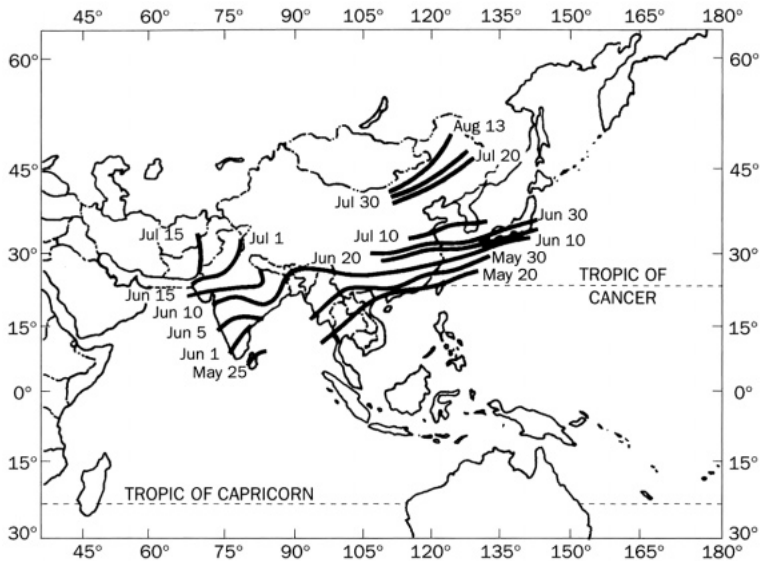 45° 60° 75° 90° 105° 120° 135° 150° 165° 180°
60° 60°
Aug 13
Jul 20
45° 45°
Jul 30
Jun 30
Jul 15 Jul 1 Jul 10
Jun 10
30° Jun 20 30°
May 30
May 20
TROPIC OF
CANCER
Jun 15
Jun 10
15° Jun 5 15°
Jun 1
May 25
0° 0°
15° 15°
TROPIC OF CAPRICORN
30° 30°
45° 60° 75° 90° 105° 120° 135° 150° 165° 180°